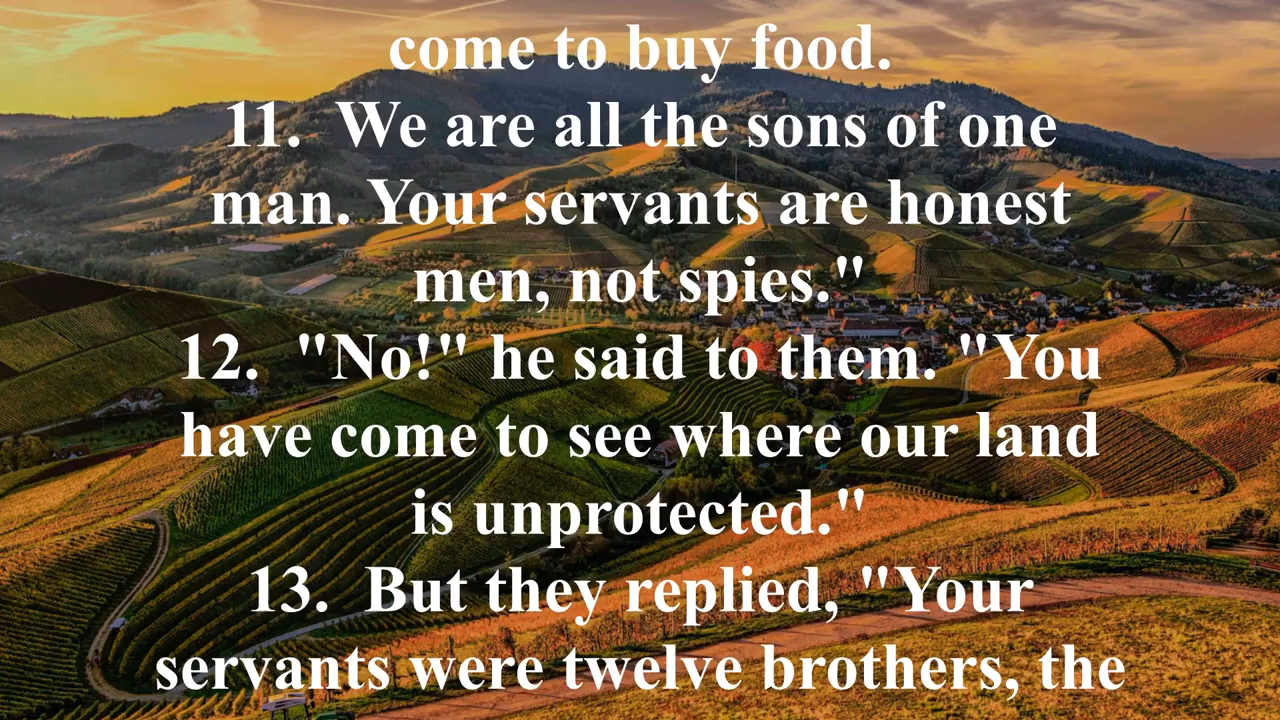 come to buy food.
11. We are all the sons of one
man. Your servants are honest
men, not spies."
12. "No!" he said to them. "You
have come to see where our land
is unprotected."
13. But they replied, "Your
servants were twelve brothers, the